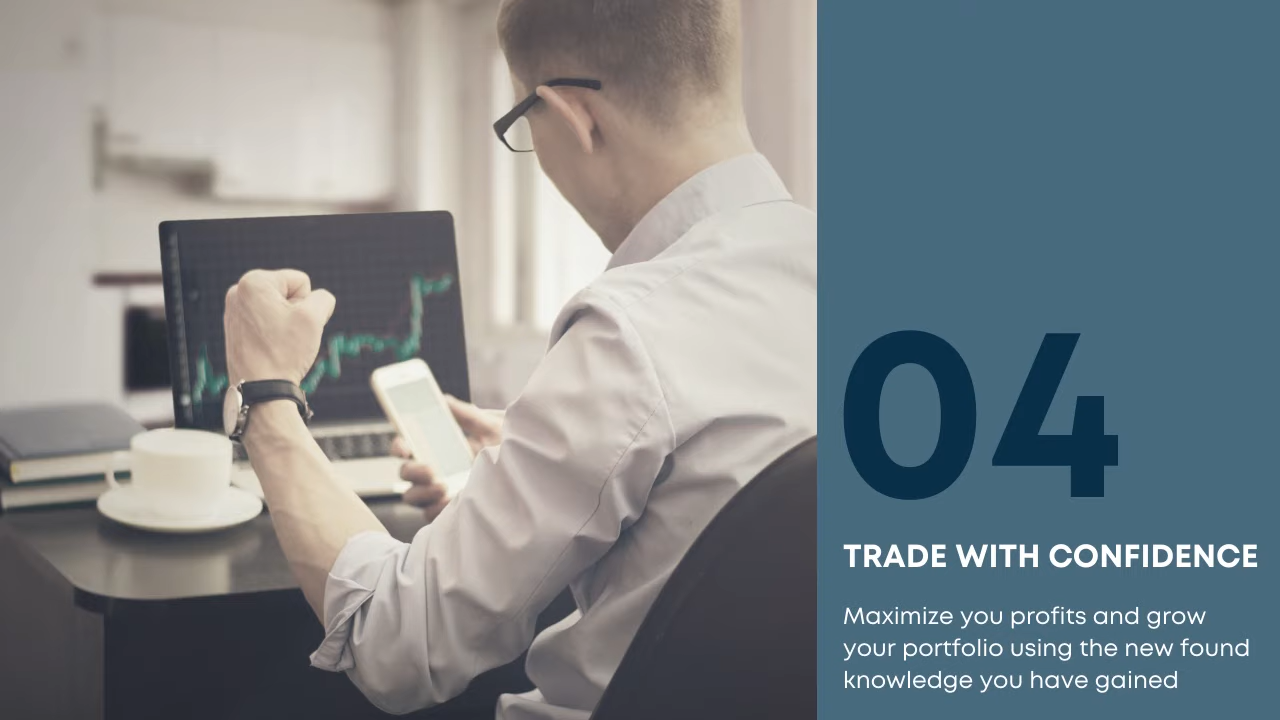 04
TRADE WITH CONFIDENCE
Maximize you profits and grow
your portfolio using the new found
knowledge you have gained